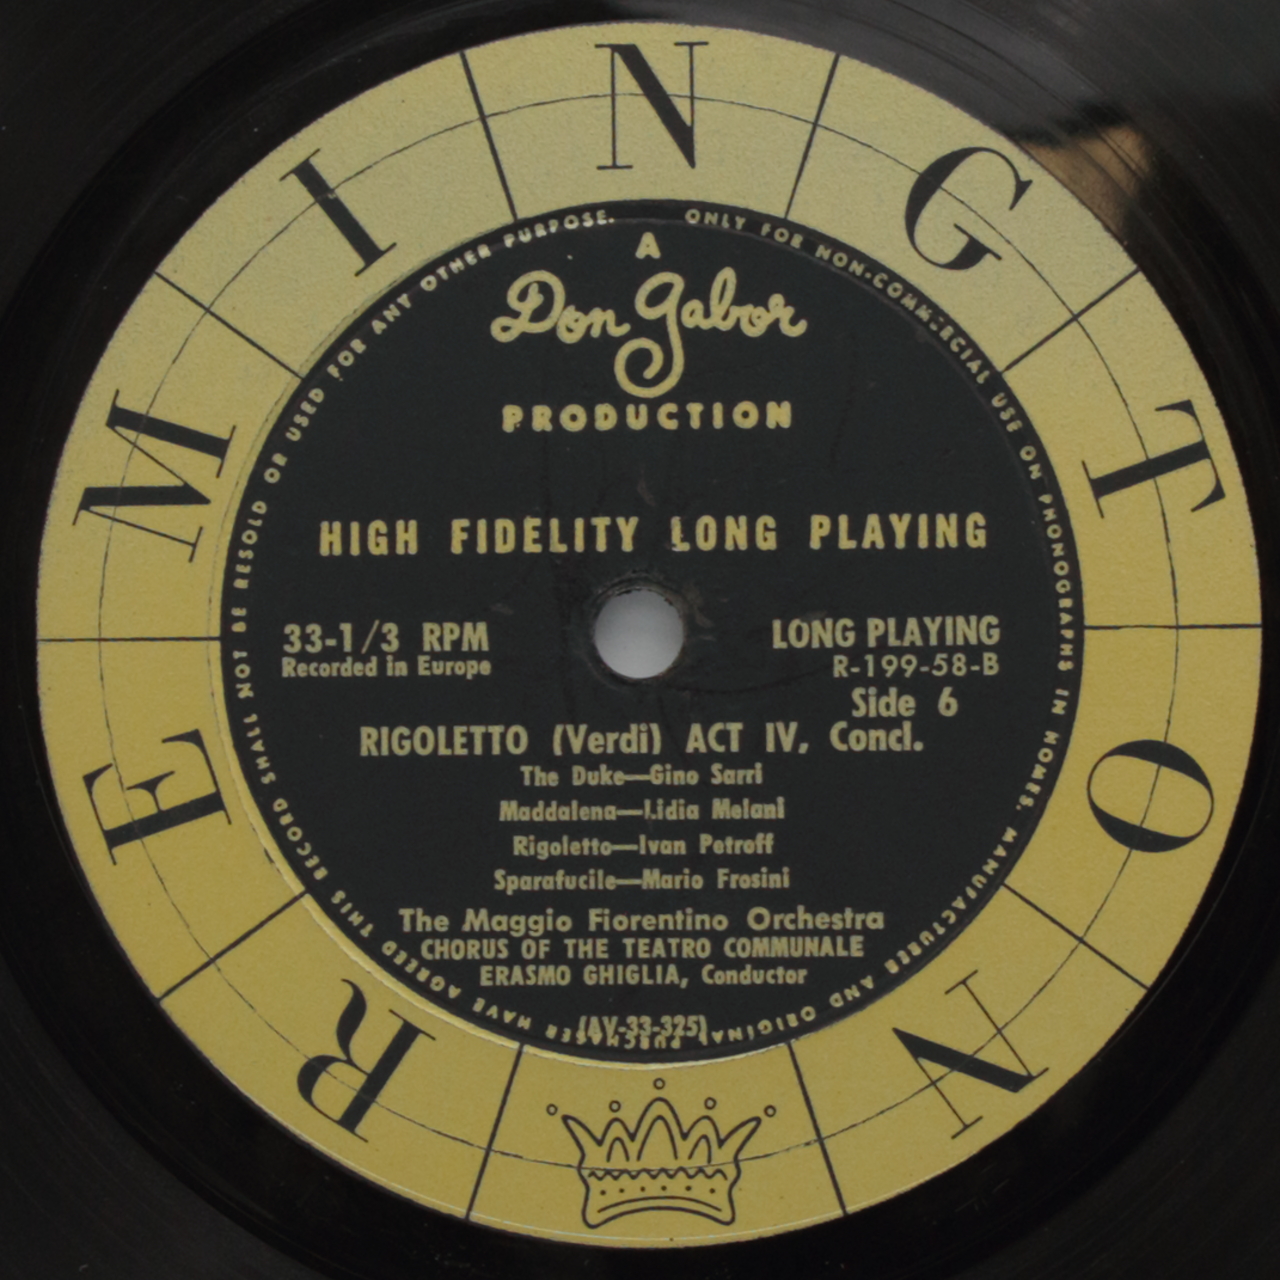 REMINGTON
A
Don Gabor
PRODUCTION
HIGH FIDELITY LONG PLAYING
33-1/3 RPM
Recorded in Europe
LONG PLAYING
R-199-58-B
Side 6
RIGOLETTO (Verdi) ACT IV, Concl.
The Duke—Gino Sarri
Maddalena—Lidia Melani
Rigoletto—Ivan Petroff
Sparafucile—Mario Frosini
The Maggio Fiorentino Orchestra
CHORUS OF THE TEATRO COMMUNALE
ERASMO GHIGLIA, Conductor
(AV-33-325)
ONLY FOR NON-COMMERCIAL USE ON PHONOGRAPHS IN HOMES. MANUFACTURER AND ORIGINAL PURCHASER HAVE AGREED THIS RECORD SHALL NOT BE RESOLD OR USED FOR ANY OTHER PURPOSE.